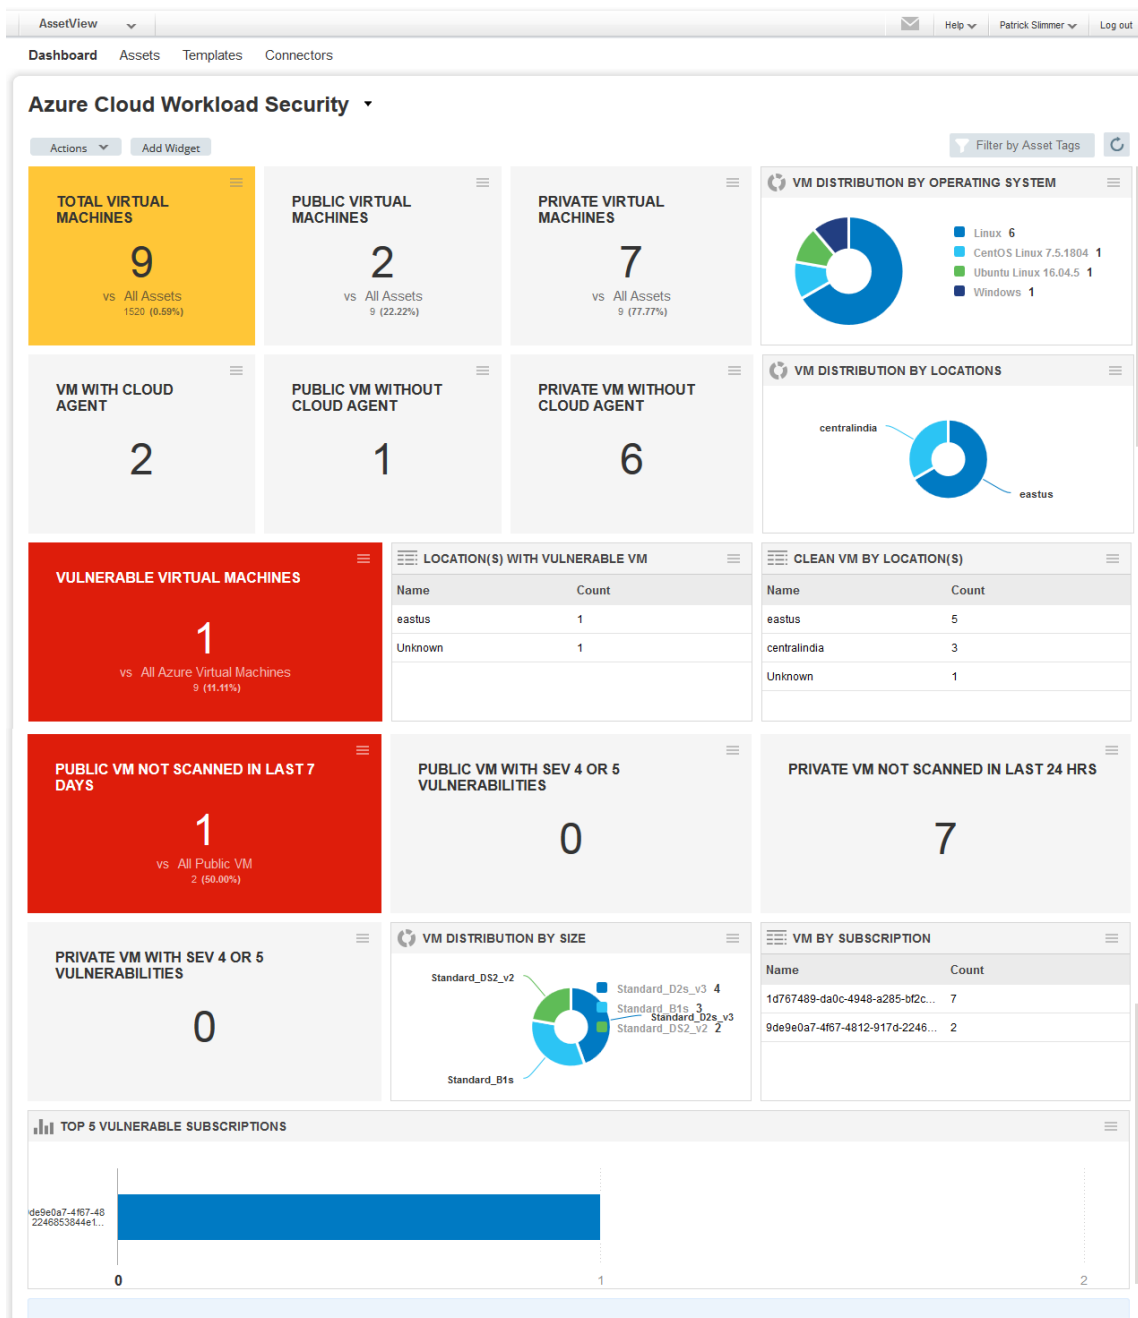 AssetView
Help
Patrick Slimmer
Log out
Dashboard
Assets
Templates
Connectors
Azure Cloud Workload Security
Actions
Add Widget
Filter by Asset Tags
TOTAL VIRTUAL
MACHINES
9
vs All Assets
1520 (0.59%)
PUBLIC VIRTUAL
MACHINES
2
vs All Assets
9 (22.22%)
PRIVATE VIRTUAL
MACHINES
7
vs All Assets
9 (77.77%)
VM DISTRIBUTION BY OPERATING SYSTEM
Linux 6
CentOS Linux 7.5.1804 1
Ubuntu Linux 16.04.5 1
Windows 1
VM WITH CLOUD
AGENT
2
PUBLIC VM WITHOUT
CLOUD AGENT
1
PRIVATE VM WITHOUT
CLOUD AGENT
6
VM DISTRIBUTION BY LOCATIONS
centralindia
eastus
VULNERABLE VIRTUAL MACHINES
1
vs All Azure Virtual Machines
9 (11.11%)
LOCATION(S) WITH VULNERABLE VM
Name Count
eastus 1
Unknown 1
CLEAN VM BY LOCATION(S)
Name Count
eastus 5
centralindia 3
Unknown 1
PUBLIC VM NOT SCANNED IN LAST 7
DAYS
1
vs All Public VM
2 (50.00%)
PUBLIC VM WITH SEV 4 OR 5
VULNERABILITIES
0
PRIVATE VM NOT SCANNED IN LAST 24 HRS
7
PRIVATE VM WITH SEV 4 OR 5
VULNERABILITIES
0
VM DISTRIBUTION BY SIZE
Standard_DS2_v2
Standard_D2s_v3 4
Standard_B1s 3
Standard_D2s_v3
Standard_DS2_v2 2
Standard_B1s
VM BY SUBSCRIPTION
Name Count
1d767489-da0c-4948-a285-bf2c... 7
9de9e0a7-4f67-4812-917d-2246... 2
TOP 5 VULNERABLE SUBSCRIPTIONS
de9e0a7-4f67-48
2246853844e1...
0
1
2